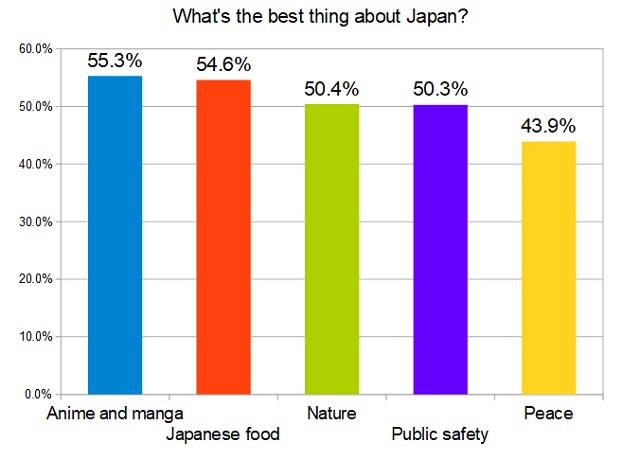 What's the best thing about Japan?
60.0%
50.0%
40.0%
30.0%
20.0%
10.0%
0.0%
55.3%
54.6%
50.4%
50.3%
43.9%
Anime and manga
Japanese food
Nature
Public safety
Peace